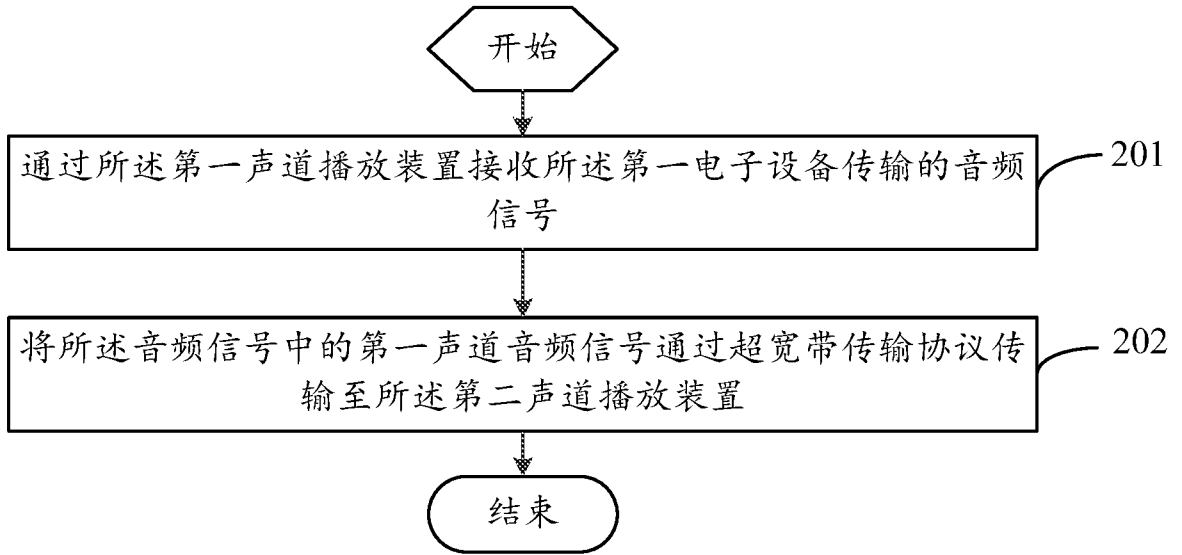 开始
通过所述第一声道播放装置接收所述第一电子设备传输的音频
信号
201
将所述音频信号中的第一声道音频信号通过超宽带传输协议传
输至所述第二声道播放装置
202
结束